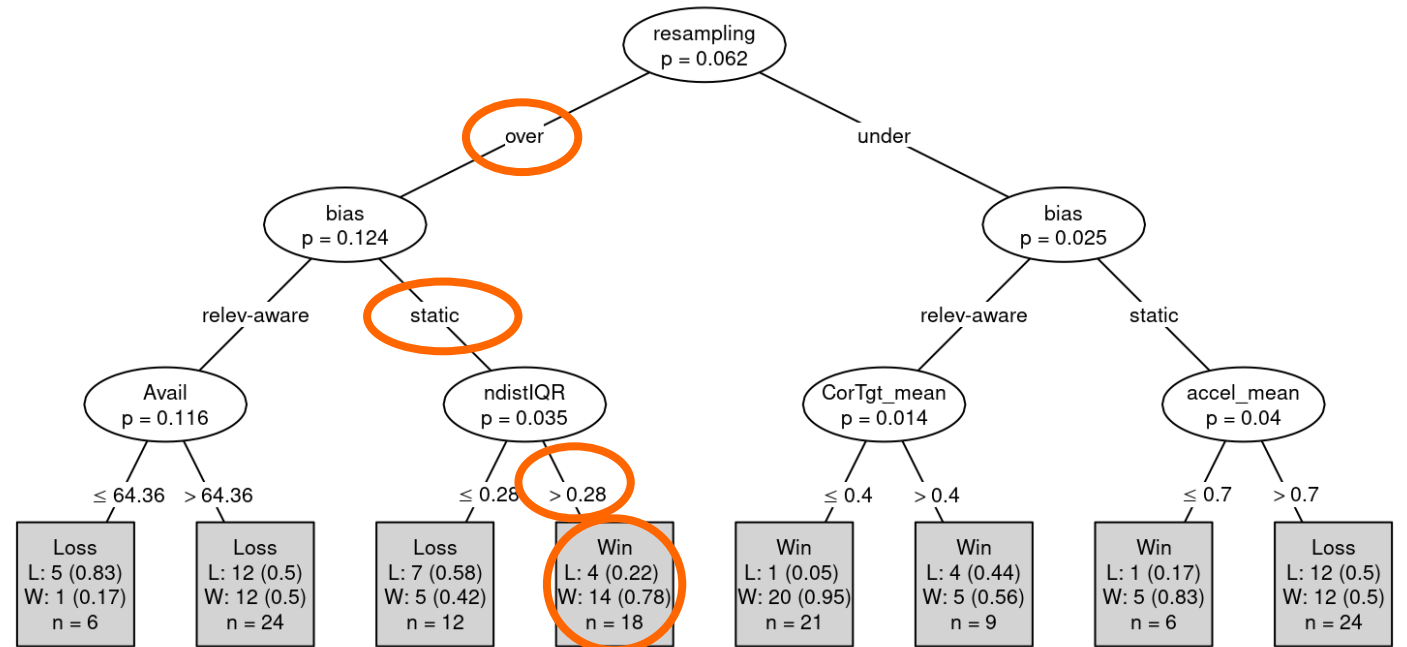 resampling
p = 0.062
over
under
bias
p = 0.124
bias
p = 0.025
relev-aware
static
relev-aware
static
Avail
p = 0.116
ndistIQR
p = 0.035
CorTgt_mean
p = 0.014
accel_mean
p = 0.04
≤ 64.36
> 64.36
≤ 0.28
> 0.28
≤ 0.4
> 0.4
≤ 0.7
> 0.7
Loss
L: 5 (0.83)
W: 1 (0.17)
n = 6
Loss
L: 12 (0.5)
W: 12 (0.5)
n = 24
Loss
L: 7 (0.58)
W: 5 (0.42)
n = 12
Win
L: 4 (0.22)
W: 14 (0.78)
n = 18
Win
L: 1 (0.05)
W: 20 (0.95)
n = 21
Win
L: 4 (0.44)
W: 5 (0.56)
n = 9
Win
L: 1 (0.17)
W: 5 (0.83)
n = 6
Loss
L: 12 (0.5)
W: 12 (0.5)
n = 24